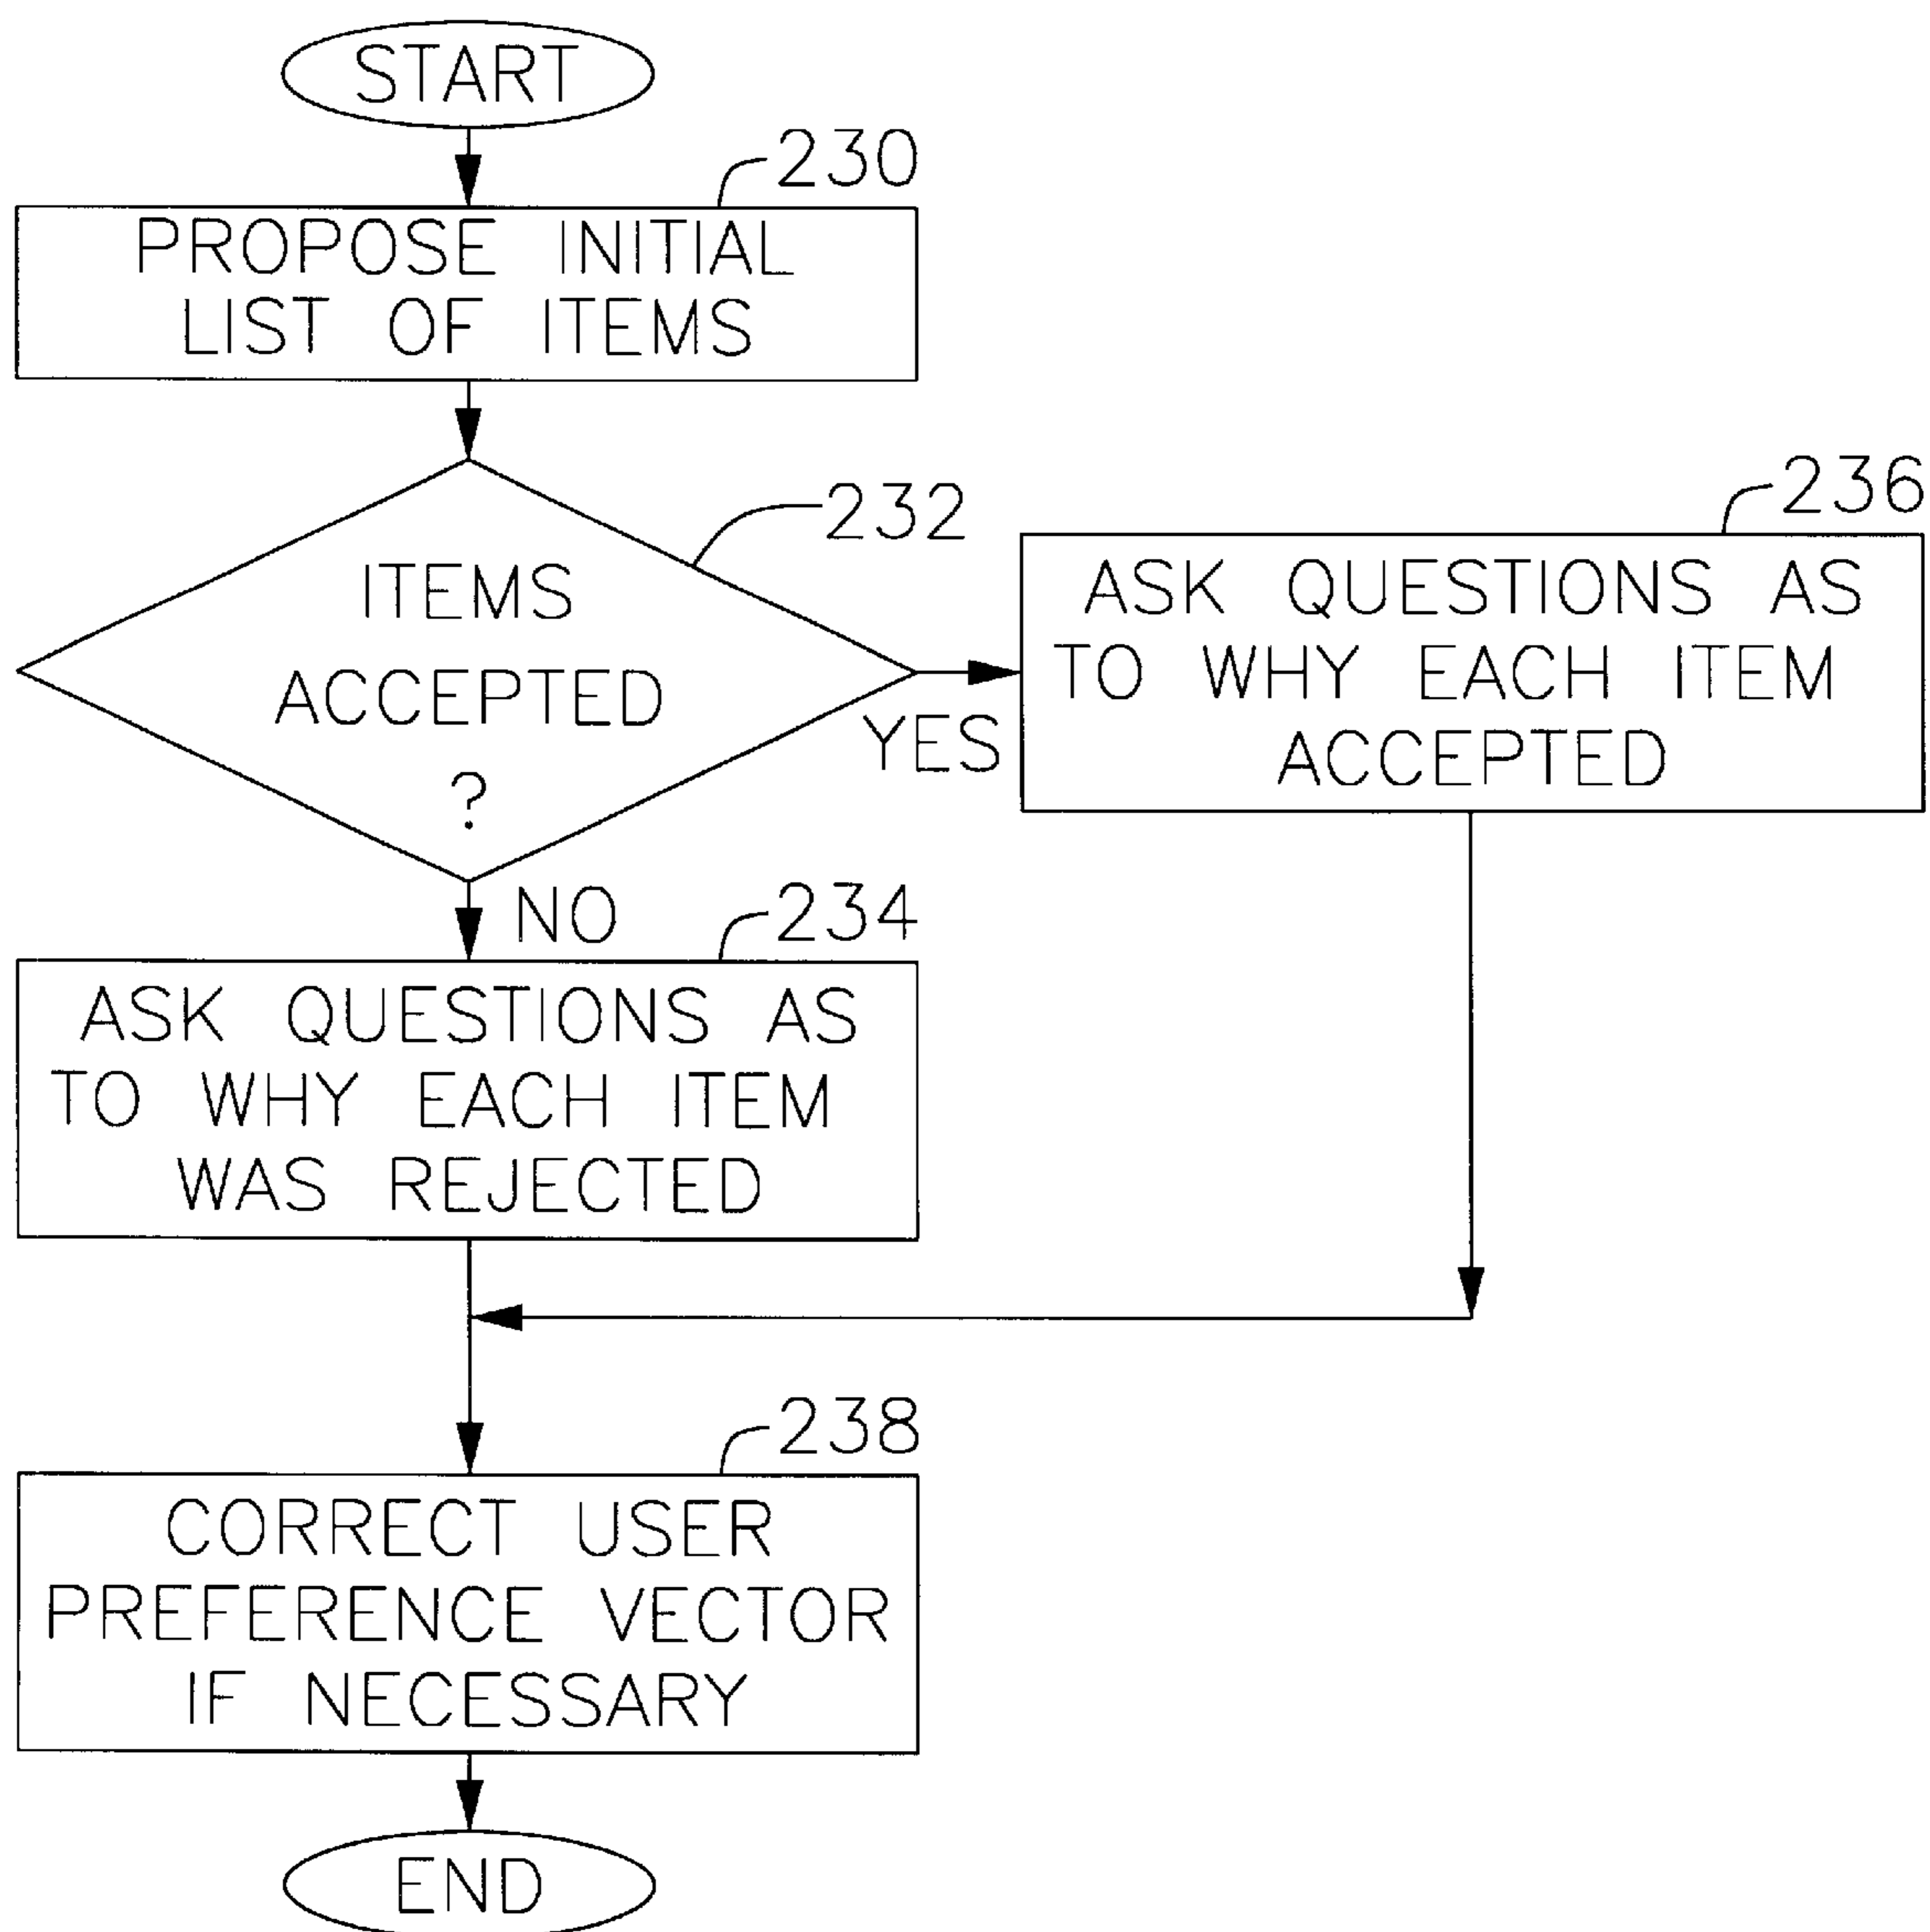 START
230
PROPOSE INITIAL
LIST OF ITEMS
232
ITEMS
ACCEPTED
?
YES
236
ASK QUESTIONS AS
TO WHY EACH ITEM
ACCEPTED
NO
234
ASK QUESTIONS AS
TO WHY EACH ITEM
WAS REJECTED
238
CORRECT USER
PREFERENCE VECTOR
IF NECESSARY
END